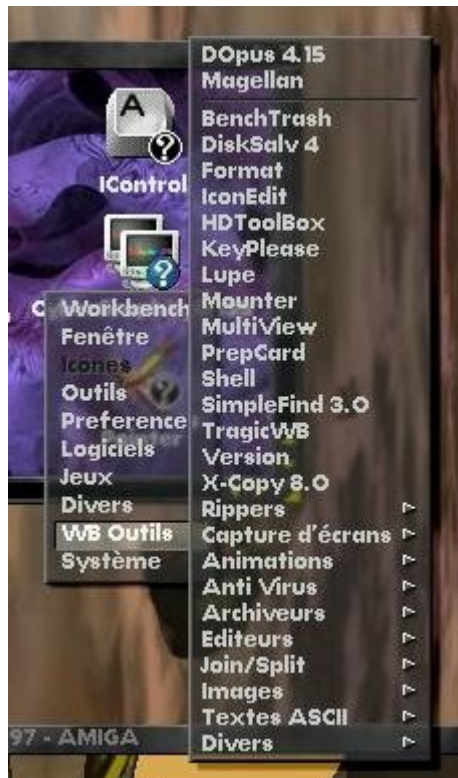 IControl
Workbench
Fenêtre
Icones
Outils
Preference
Logiciels
Jeux
Divers
WB Outils
Système
DOpus 4.15
Magellan
BenchTrash
DiskSalv 4
Format
IconEdit
HDToolBox
KeyPlease
Lupe
Mounter
MultiView
PrepCard
Shell
SimpleFind 3.0
TragicWB
Version
X-Copy 8.0
Rippers
Capture d'écrans
Animations
Anti Virus
Archiveurs
Editeurs
Join/Split
Images
Textes ASCII
Divers
97 - AMIGA